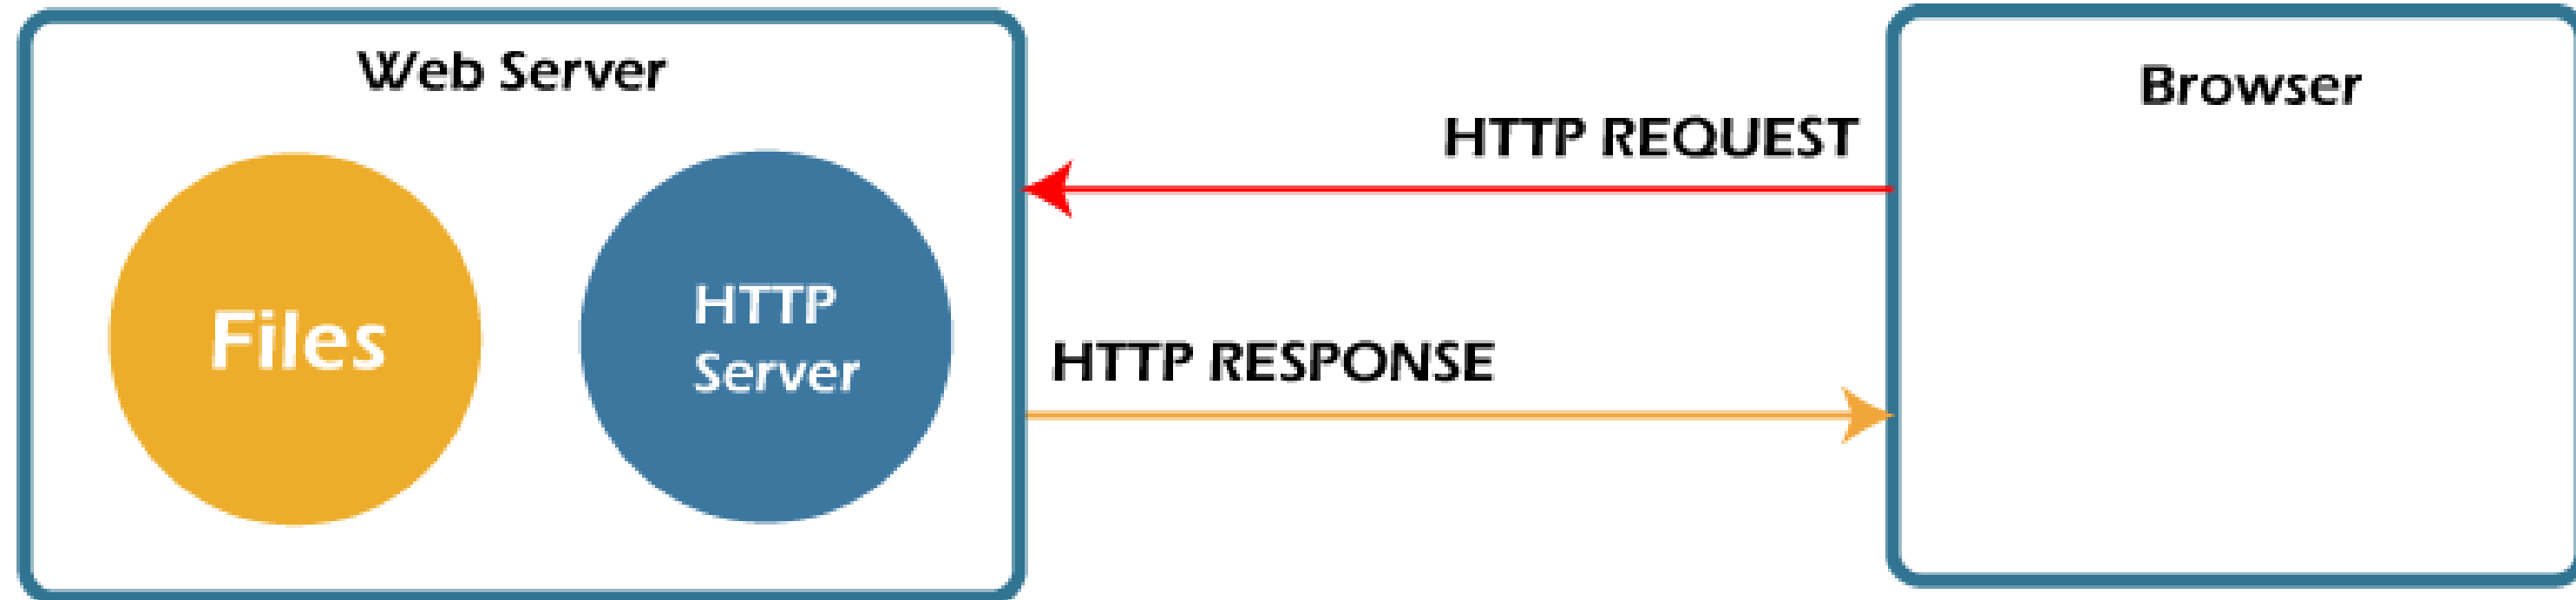 Web Server
Files
HTTP
Server
HTTP REQUEST
HTTP RESPONSE
Browser